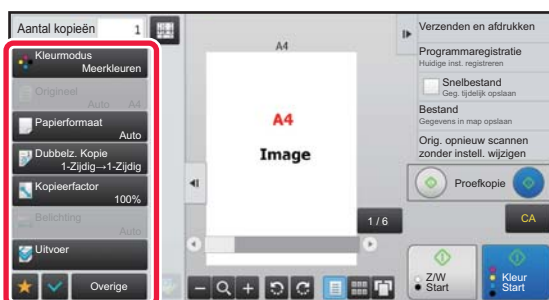 Aantal kopieën 1
Kleurmodus
Meerkleuren
Origineel
Auto A4
Papierformaat
Auto
Dubbelz. Kopie
1-Zijdig→1-Zijdig
Kopieerfactor
100%
Belichting
Auto
Uitvoer
Overige
A4
A4
Image
1 / 6
Verzenden en afdrukken
Programmaregistratie
Huidige inst. registreren
Snelbestand
Geg. tijdelijk opslaan
Bestand
Gegevens in map opslaan
Orig. opnieuw scannen
zonder instell. wijzigen
Proefkopie
CA
Z/W
Start
Kleur
Start